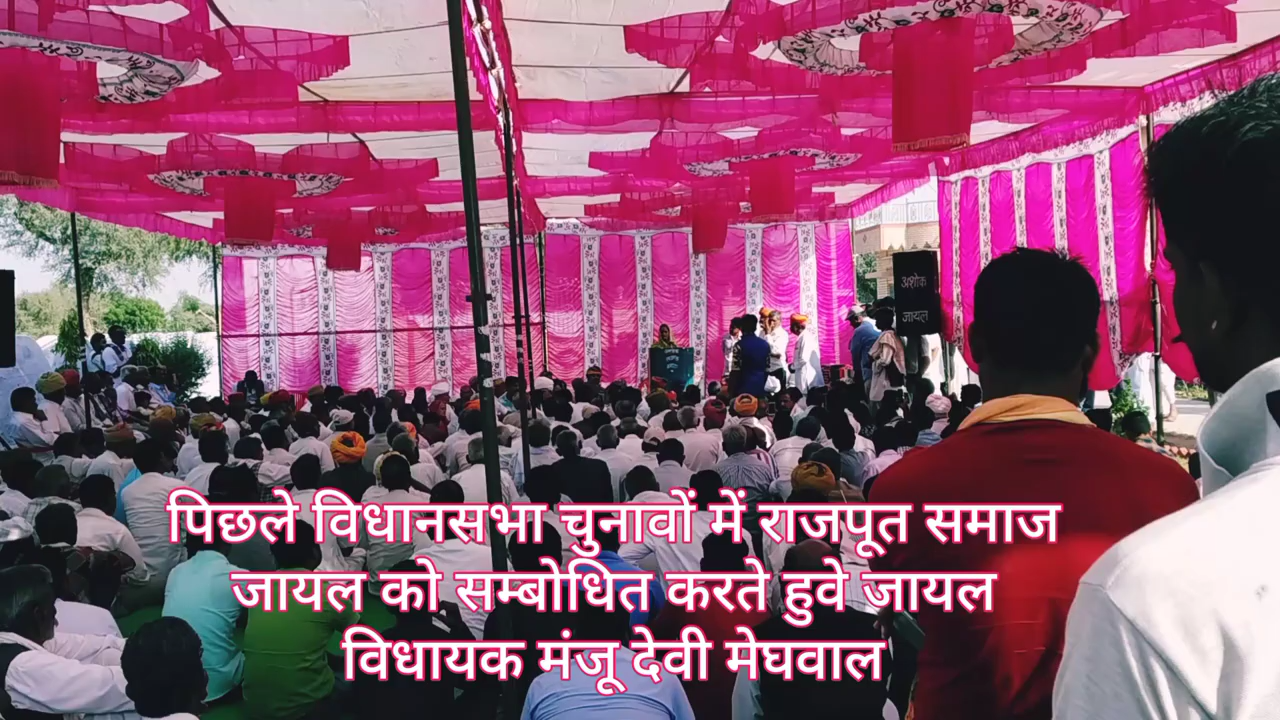 अशोक
जायल
पिछले विधानसभा चुनावों में राजपूत समाज
जायल को सम्बोधित करते हुवे जायल
विधायक मंजू देवी मेघवाल